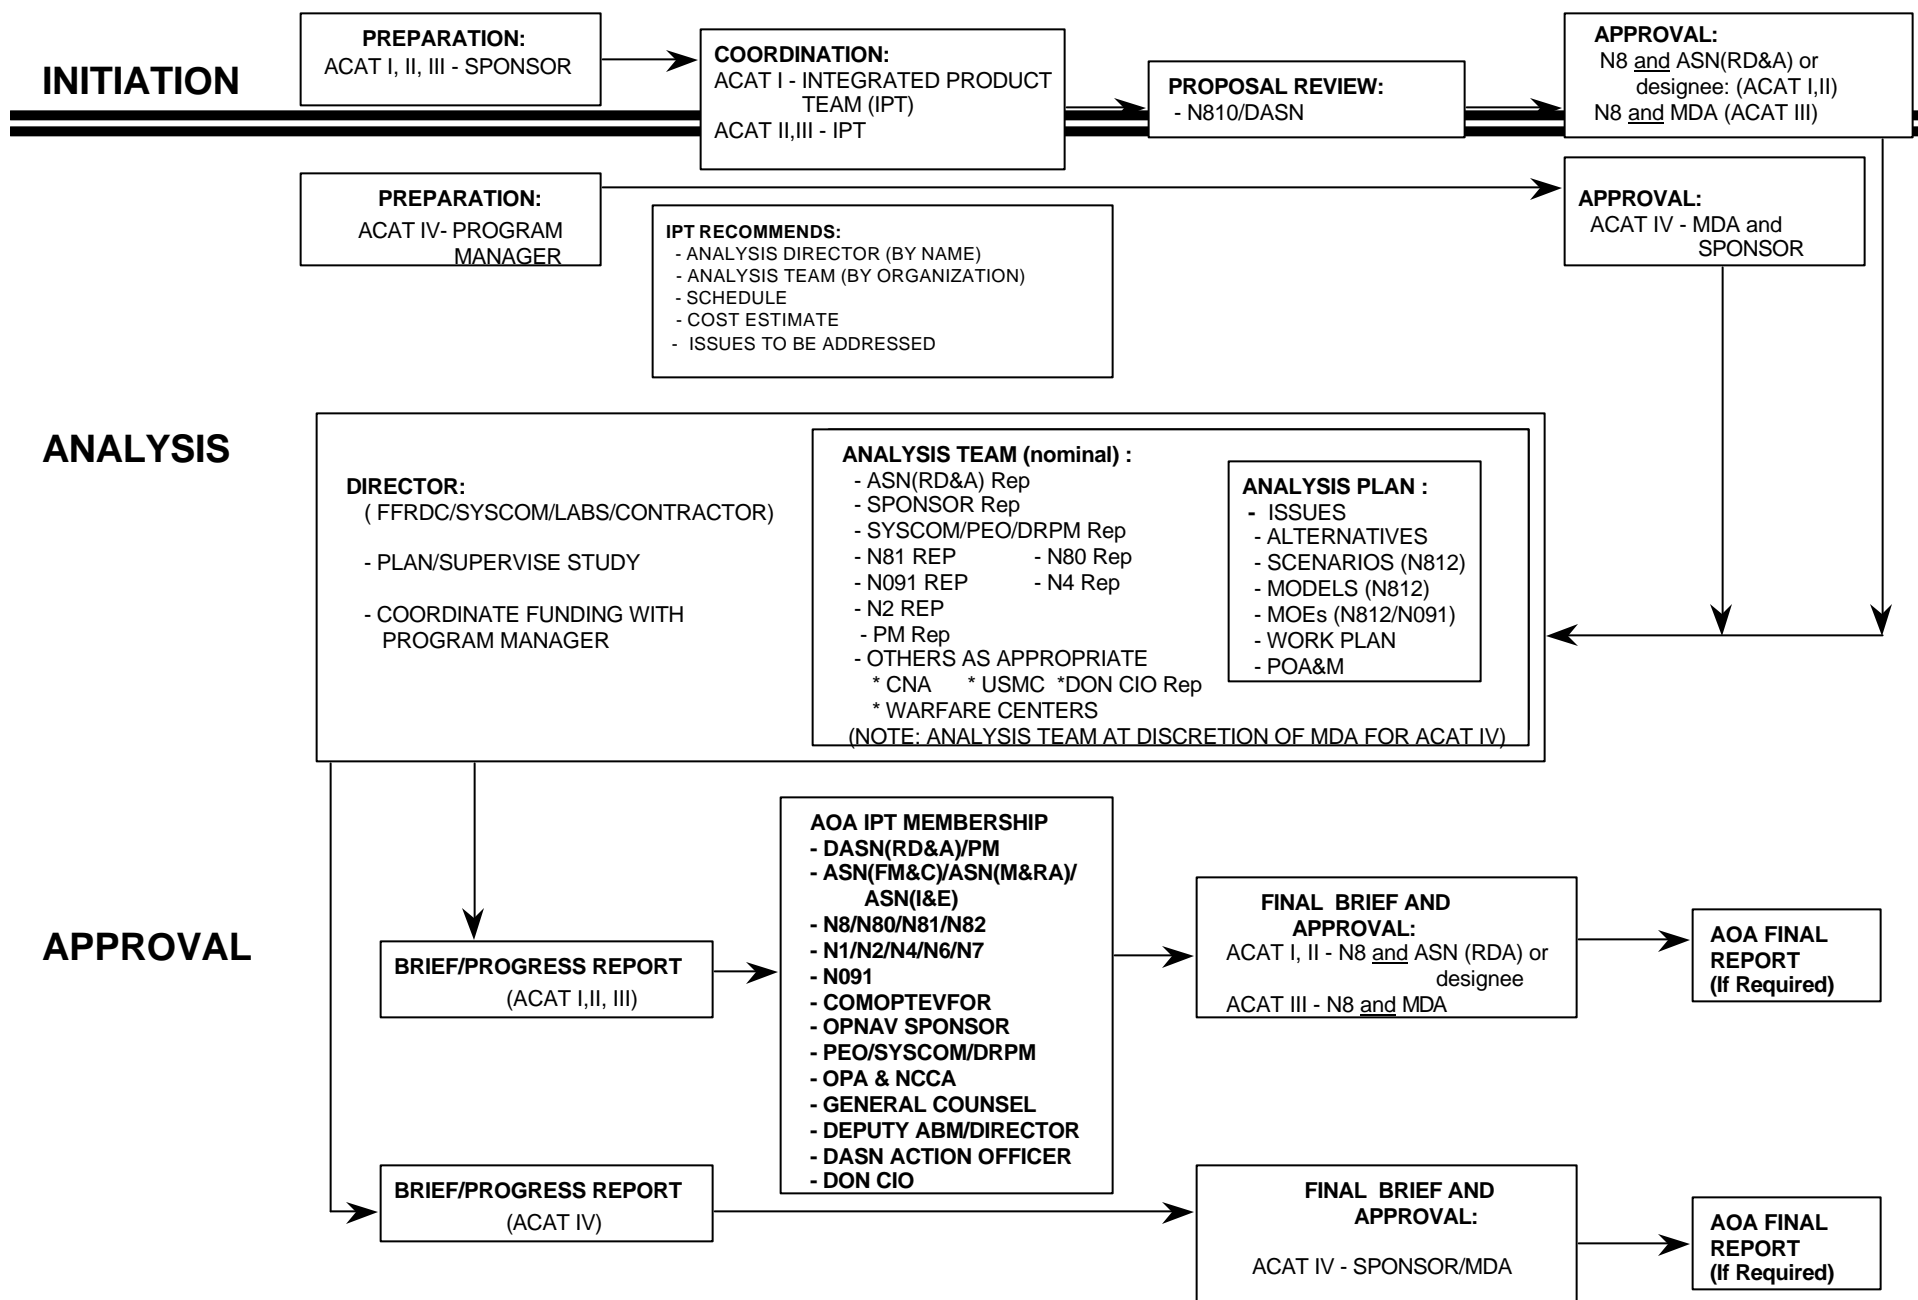 INITIATION
PREPARATION:
ACAT I, II, III - SPONSOR
COORDINATION:
ACAT I - INTEGRATED PRODUCT
TEAM (IPT)
ACAT II,III - IPT
PROPOSAL REVIEW:
- N810/DASN
APPROVAL:
N8 and ASN(RD&A) or
designee: (ACAT I,II)
N8 and MDA (ACAT III)
PREPARATION:
ACAT IV- PROGRAM
MANAGER
IPT RECOMMENDS:
- ANALYSIS DIRECTOR (BY NAME)
- ANALYSIS TEAM (BY ORGANIZATION)
- SCHEDULE
- COST ESTIMATE
- ISSUES TO BE ADDRESSED
APPROVAL:
ACAT IV - MDA and
SPONSOR
ANALYSIS
DIRECTOR:
( FFRDC/SYSCOM/LABS/CONTRACTOR)
- PLAN/SUPERVISE STUDY
- COORDINATE FUNDING WITH
PROGRAM MANAGER
ANALYSIS TEAM (nominal) :
- ASN(RD&A) Rep
- SPONSOR Rep
- SYSCOM/PEO/DRPM Rep
- N81 REP - N80 Rep
- N091 REP - N4 Rep
- N2 REP
- PM Rep
- OTHERS AS APPROPRIATE
* CNA * USMC *DON CIO Rep
* WARFARE CENTERS
(NOTE: ANALYSIS TEAM AT DISCRETION OF MDA FOR ACAT IV)
ANALYSIS PLAN :
- ISSUES
- ALTERNATIVES
- SCENARIOS (N812)
- MODELS (N812)
- MOEs (N812/N091)
- WORK PLAN
- POA&M
APPROVAL
BRIEF/PROGRESS REPORT
(ACAT I,II, III)
AOA IPT MEMBERSHIP
- DASN(RD&A)/PM
- ASN(FM&C)/ASN(M&RA)/
ASN(I&E)
- N8/N80/N81/N82
- N1/N2/N4/N6/N7
- N091
- COMOPTEVFOR
- OPNAV SPONSOR
- PEO/SYSCOM/DRPM
- OPA & NCCA
- GENERAL COUNSEL
- DEPUTY ABM/DIRECTOR
- DASN ACTION OFFICER
- DON CIO
FINAL BRIEF AND
APPROVAL:
ACAT I, II - N8 and ASN (RDA) or
designee
ACAT III - N8 and MDA
AOA FINAL
REPORT
(If Required)
BRIEF/PROGRESS REPORT
(ACAT IV)
FINAL BRIEF AND
APPROVAL:
ACAT IV - SPONSOR/MDA
AOA FINAL
REPORT
(If Required)